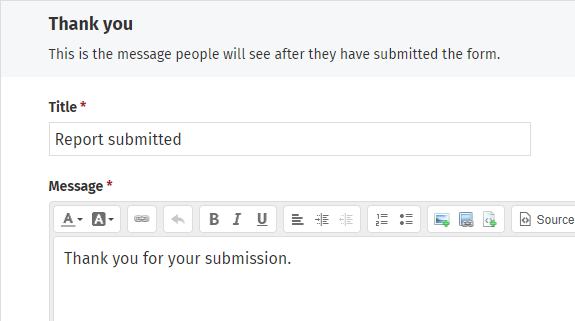 Thank you
This is the message people will see after they have submitted the form.
Title *
Report submitted
Message *
A A B I U Source
Thank you for your submission.